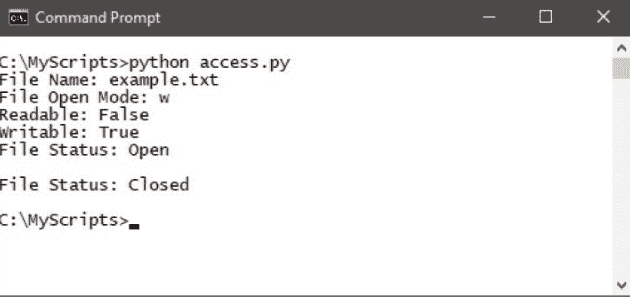 Command Prompt
C:\MyScripts>python access.py
File Name: example.txt
File Open Mode: w
Readable: False
Writable: True
File Status: Open
File Status: Closed
C:\MyScripts>